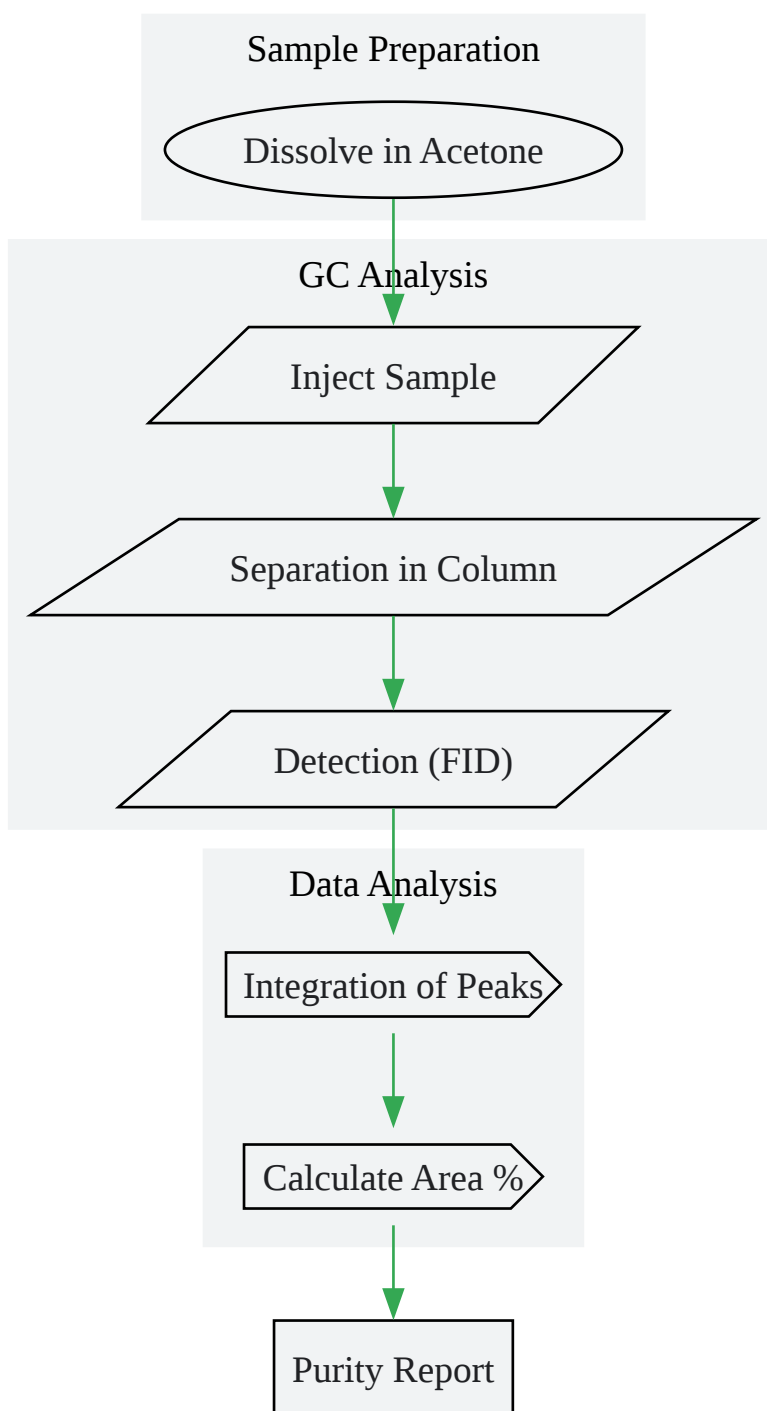 Sample Preparation
Dissolve in Acetone
GC Analysis
Inject Sample
Separation in Column
Detection (FID)
Data Analysis
Integration of Peaks
Calculate Area %
Purity Report